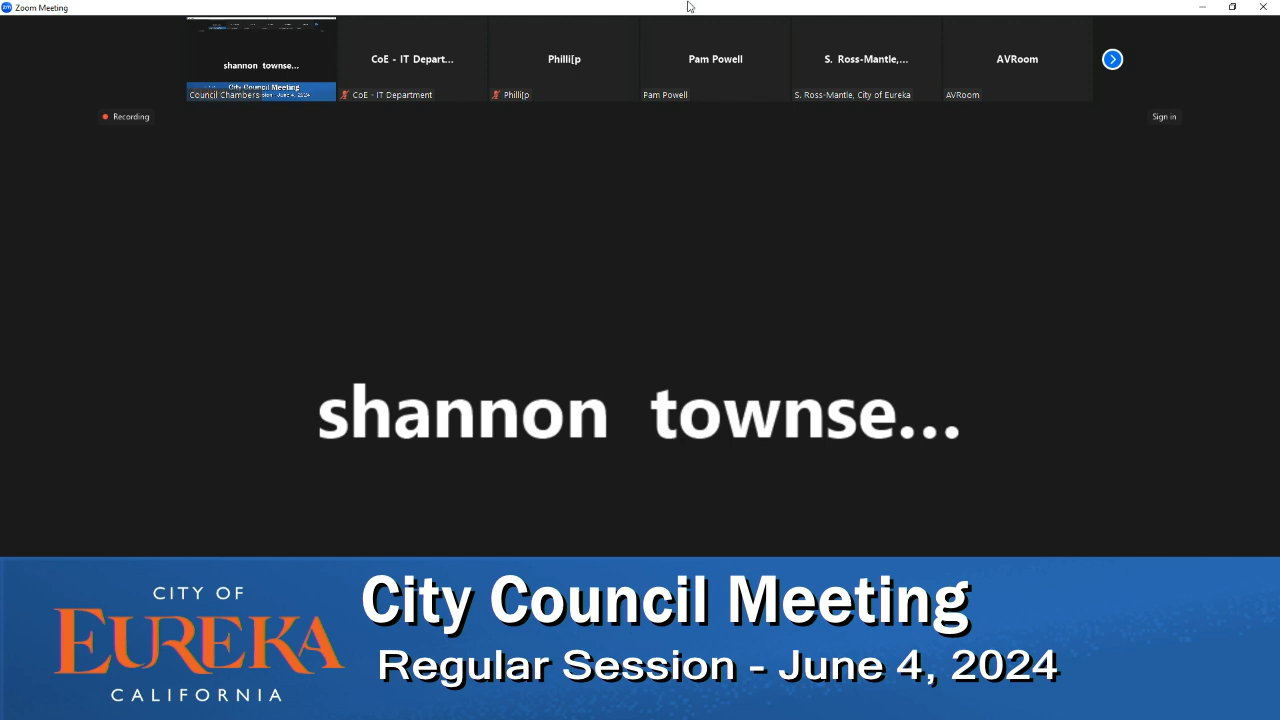 Zoom Meeting
shannon townse...
City Council Meeting
Council Chambers
CoE - IT Depart...
CoE - IT Department
Philli[p
Philli[p
Pam Powell
Pam Powell
S. Ross-Mantle,...
S. Ross-Mantle, City of Eureka
AVRoom
AVRoom
Recording
Sign in
shannon townse...
CITY OF
EUREKA
CALIFORNIA
City Council Meeting
Regular Session - June 4, 2024